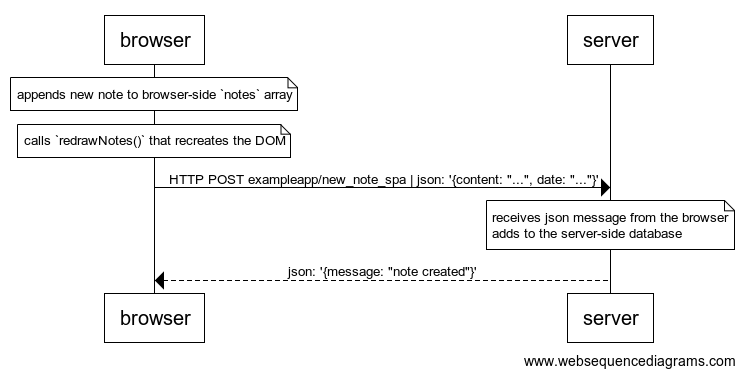 browser
server
appends new note to browser-side `notes` array
calls `redrawNotes()` that recreates the DOM
HTTP POST exampleapp/new_note_spa | json: '{content: "...", date: "..."}'
receives json message from the browser
adds to the server-side database
json: '{message: "note created"}'
browser
server
www.websequencediagrams.com